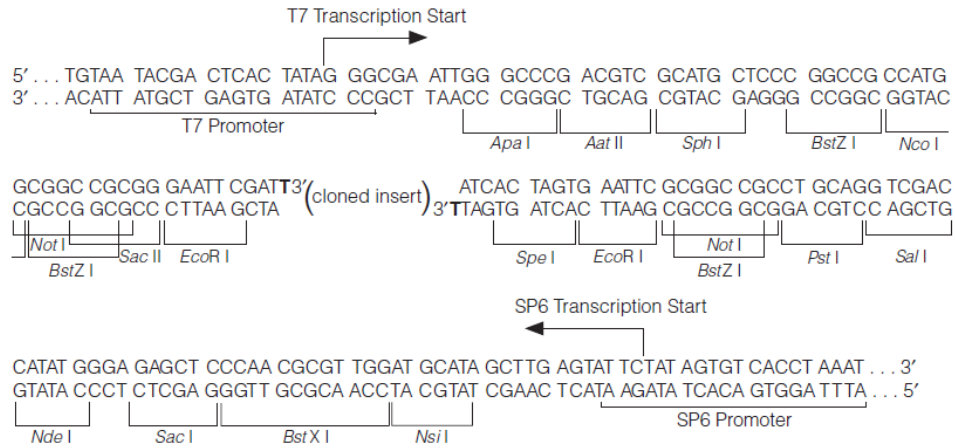 T7 Transcription Start
5′ . . . TGTAA TACGA CTCAC TATAG GGCGA ATTGG GCCCG ACGTC GCATG CTCCC GGCCG CCATG
3′ . . . ACATT ATGCT GAGTG ATATC CCGCT TAACC CGGGC TGCAG CGTAC GAGGG CCGGC GGTAC
T7 Promoter
Apa I Aat II Sph I BstZ I Nco I
GCGGC CGCGG GAATT CGATT3′ (cloned insert) ATCAC TAGTG AATTC GCGGC CGCCT GCAGG TCGAC
CGCCG GCGCC CTTAA GCTA 3′TTAGTG ATCAC TTAAG CGCCG GCGGA CGTCC AGCTG
Not I Sac II EcoR I Spe I EcoR I Not I Pst I Sal I
BstZ I BstZ I
SP6 Transcription Start
CATAT GGGA GAGCT CCCAA CGCGT TGGAT GCATA GCTTG AGTAT TCTAT AGTGT CACCT AAAT . . . 3′
GTATA CCCT CTCGAG GGTT GCGCA ACCTA CGTAT CGAAC TCATA AGATA TCACA GTGGA TTTA . . . 5′
SP6 Promoter
Nde I Sac I BstX I Nsi I